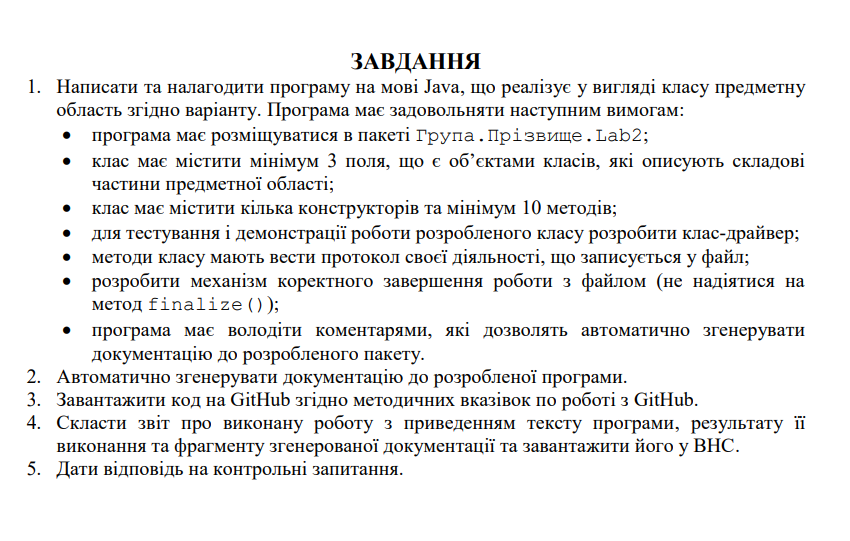 ЗАВДАННЯ
1. Написати та налагодити програму на мові Java, що реалізує у вигляді класу предметну
область згідно варіанту. Програма має задовольняти наступним вимогам:
• програма має розміщуватися в пакеті Група.Прізвище.Lab2;
• клас має містити мінімум 3 поля, що є об’єктами класів, які описують складові
частини предметної області;
• клас має містити кілька конструкторів та мінімум 10 методів;
• для тестування і демонстрації роботи розробленого класу розробити клас-драйвер;
• методи класу мають вести протокол своєї діяльності, що записується у файл;
• розробити механізм коректного завершення роботи з файлом (не надіятися на
метод finalize());
• програма має володіти коментарями, які дозволять автоматично згенерувати
документацію до розробленого пакету.
2. Автоматично згенерувати документацію до розробленої програми.
3. Завантажити код на GitHub згідно методичних вказівок по роботі з GitHub.
4. Скласти звіт про виконану роботу з приведенням тексту програми, результату її
виконання та фрагменту згенерованої документації та завантажити його у ВНС.
5. Дати відповідь на контрольні запитання.